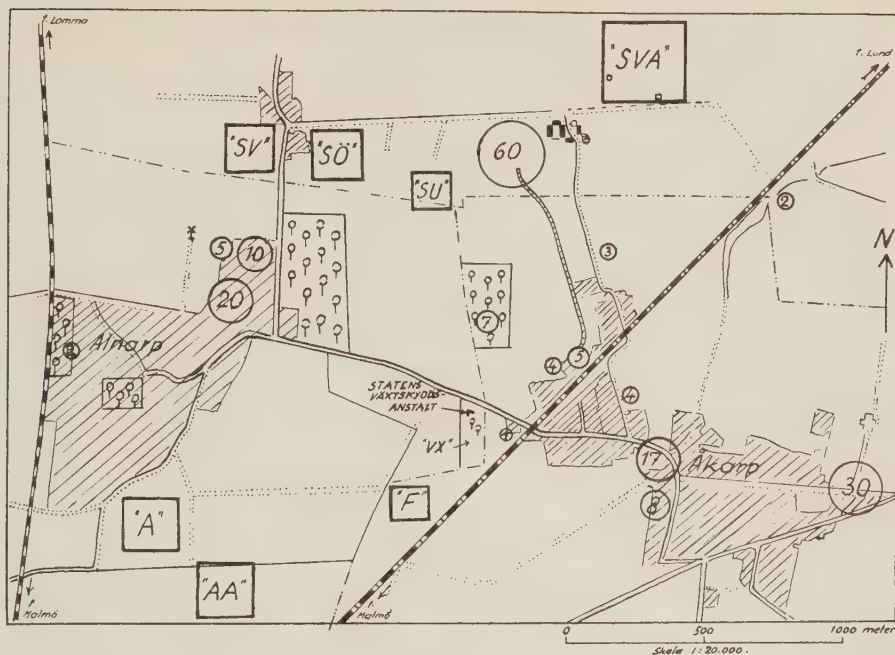 t. Lomma
"SVA"
t. Lund
"SV"
"SÖ"
60
"SU"
2
N
3
5
10
20
7
Alnarp
4
5
STATENS
VÄXTSKYDDS-
ANSTALT
4
"VX"
17
Åkarp
30
8
"F"
"A"
"AA"
t.
Malmö
t.
Malmö
0
500
1000 meter
Skala 1:20.000.